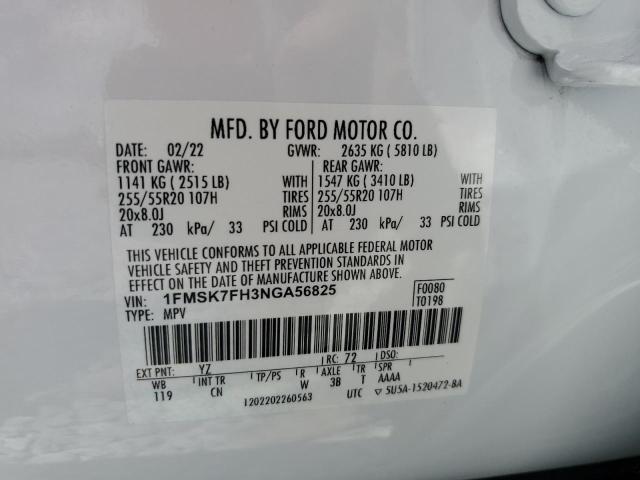 MFD. BY FORD MOTOR CO.
DATE: 02/22 GVWR: 2635 KG ( 5810 LB)
FRONT GAWR: REAR GAWR:
1141 KG ( 2515 LB) WITH 1547 KG ( 3410 LB) WITH
255/55R20 107H TIRES 255/55R20 107H TIRES
20x8.0J RIMS 20x8.0J RIMS
AT 230 kPa/ 33 PSI COLD AT 230 kPa/ 33 PSI COLD
THIS VEHICLE CONFORMS TO ALL APPLICABLE FEDERAL MOTOR
VEHICLE SAFETY AND THEFT PREVENTION STANDARDS IN
EFFECT ON THE DATE OF MANUFACTURE SHOWN ABOVE.
VIN: 1FMSK7FH3NGA56825 F0080
TYPE: MPV T0198
EXT PNT: YZ RC: 72 DSO:
WB INT TR TP/PS R AXLE TR SPR
119 CN W 3B T AAAA
1202202260563 UTC ▽ 5U5A-1520472-BA